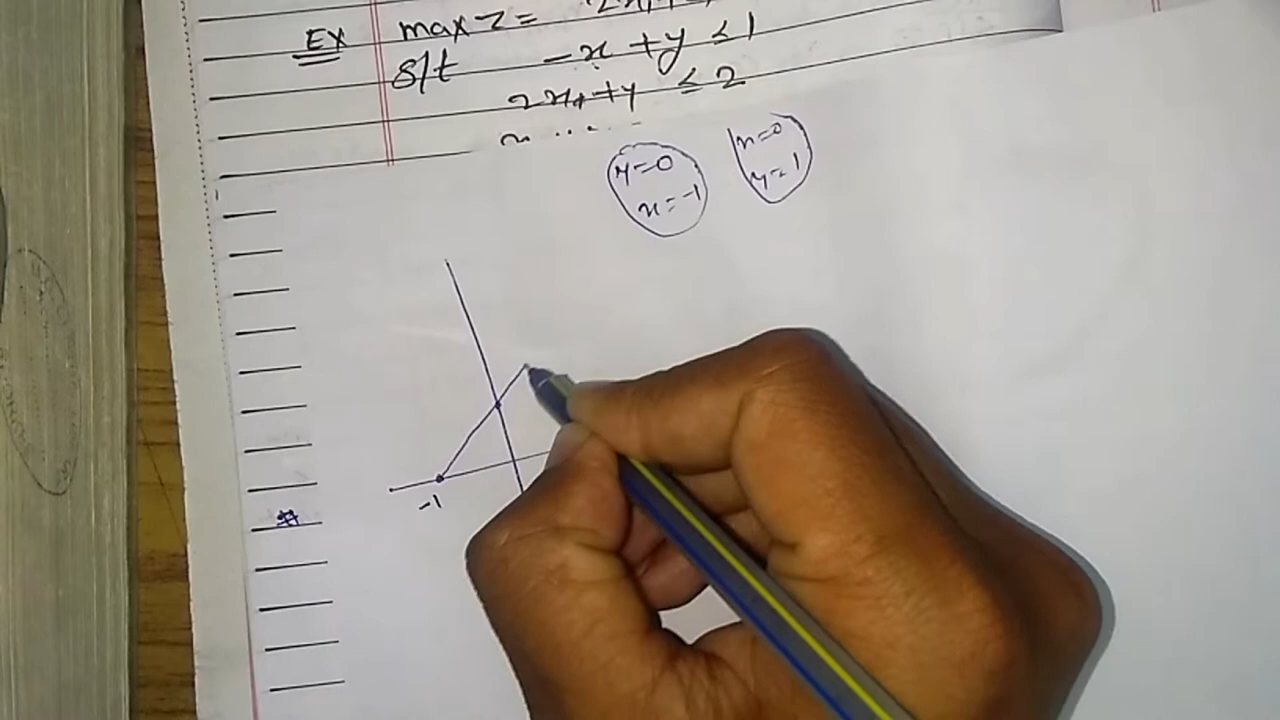 EX max Z =
s/t -x + y ≤ 1
2x + y ≤ 2
y=0
x=-1
x=0
y=1
-1